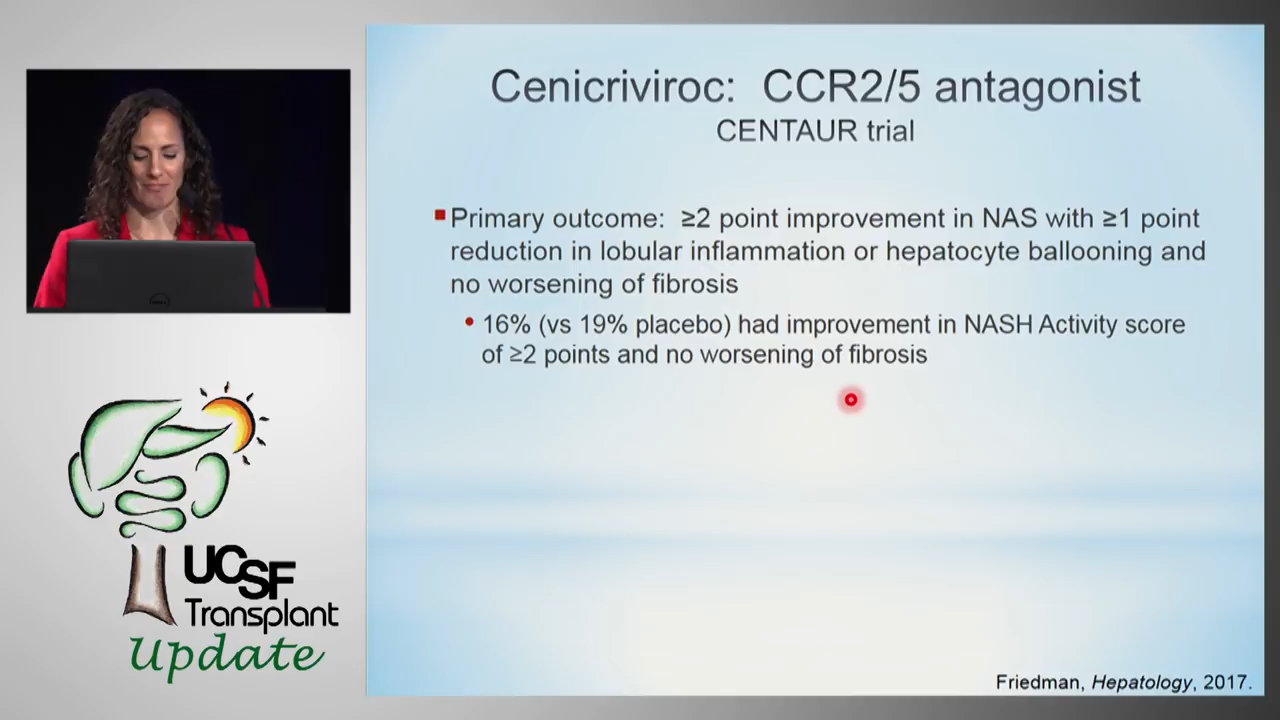 Cenicriviroc: CCR2/5 antagonist
CENTAUR trial
Primary outcome: ≥2 point improvement in NAS with ≥1 point
reduction in lobular inflammation or hepatocyte ballooning and
no worsening of fibrosis
16% (vs 19% placebo) had improvement in NASH Activity score
of ≥2 points and no worsening of fibrosis
UCSF
Transplant
Update
Friedman, Hepatology, 2017.